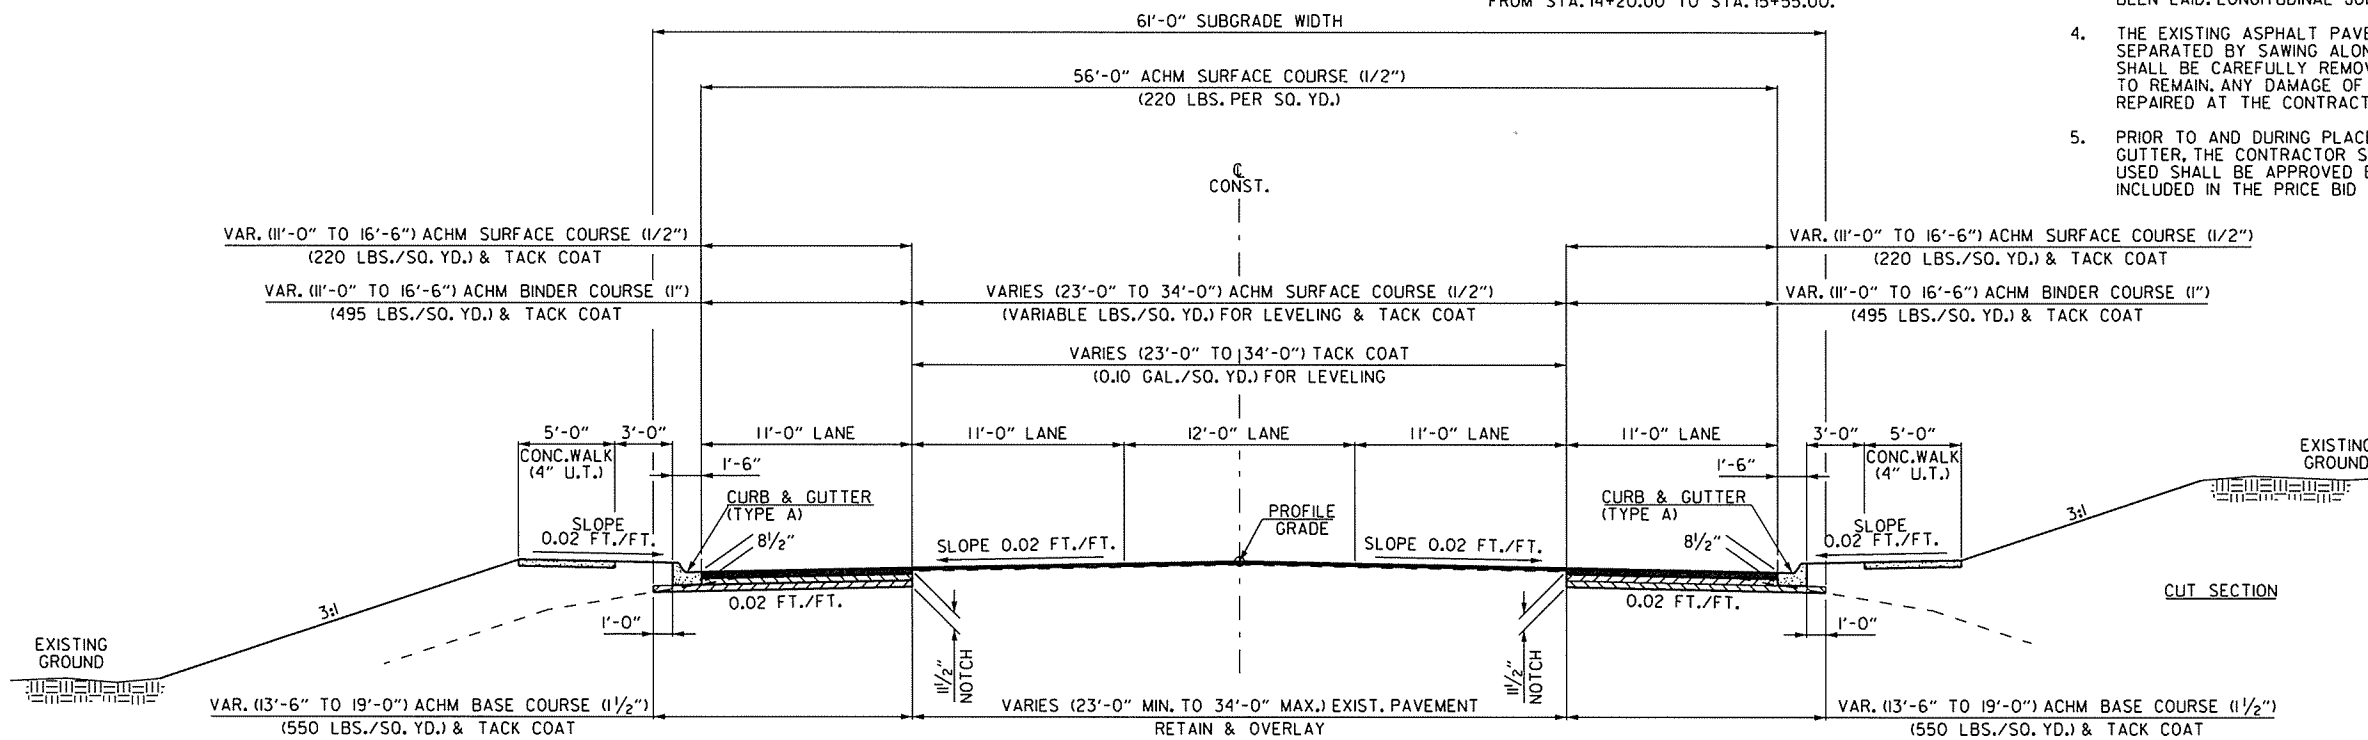 FROM STA. 14+20.00 TO STA. 15+55.00.
61'-0" SUBGRADE WIDTH
56'-0" ACHM SURFACE COURSE (1/2")
(220 LBS. PER SQ. YD.)
4. THE EXISTING ASPHALT PAVE
SEPARATED BY SAWING ALON
SHALL BE CAREFULLY REMOV
TO REMAIN. ANY DAMAGE OF
REPAIRED AT THE CONTRACT
5. PRIOR TO AND DURING PLACE
GUTTER, THE CONTRACTOR S
USED SHALL BE APPROVED B
INCLUDED IN THE PRICE BID
℄
CONST.
VAR. (11'-0" TO 16'-6") ACHM SURFACE COURSE (1/2")
(220 LBS./SQ. YD.) & TACK COAT
VAR. (11'-0" TO 16'-6") ACHM SURFACE COURSE (1/2")
(220 LBS./SQ. YD.) & TACK COAT
VAR. (11'-0" TO 16'-6") ACHM BINDER COURSE (1")
(495 LBS./SQ. YD.) & TACK COAT
VARIES (23'-0" TO 34'-0") ACHM SURFACE COURSE (1/2")
(VARIABLE LBS./SQ. YD.) FOR LEVELING & TACK COAT
VAR. (11'-0" TO 16'-6") ACHM BINDER COURSE (1")
(495 LBS./SQ. YD.) & TACK COAT
VARIES (23'-0" TO 34'-0") TACK COAT
(0.10 GAL./SQ. YD.) FOR LEVELING
5'-0" 3'-0" 11'-0" LANE 11'-0" LANE 12'-0" LANE 11'-0" LANE 11'-0" LANE 3'-0" 5'-0"
CONC. WALK
(4" U.T.)
1'-6"
1'-6"
CONC. WALK
(4" U.T.)
EXISTING
GROUND
CURB & GUTTER
(TYPE A)
CURB & GUTTER
(TYPE A)
PROFILE
GRADE
SLOPE
0.02 FT./FT.
8 1/2"
SLOPE 0.02 FT./FT.
SLOPE 0.02 FT./FT.
8 1/2"
SLOPE
0.02 FT./FT.
3:1
3:1
0.02 FT./FT.
0.02 FT./FT.
CUT SECTION
1'-0"
1'-0"
EXISTING
GROUND
11 1/2"
NOTCH
11 1/2"
NOTCH
VAR. (13'-6" TO 19'-0") ACHM BASE COURSE (1 1/2")
(550 LBS./SQ. YD.) & TACK COAT
VARIES (23'-0" MIN. TO 34'-0" MAX.) EXIST. PAVEMENT
RETAIN & OVERLAY
VAR. (13'-6" TO 19'-0") ACHM BASE COURSE (1 1/2")
(550 LBS./SQ. YD.) & TACK COAT